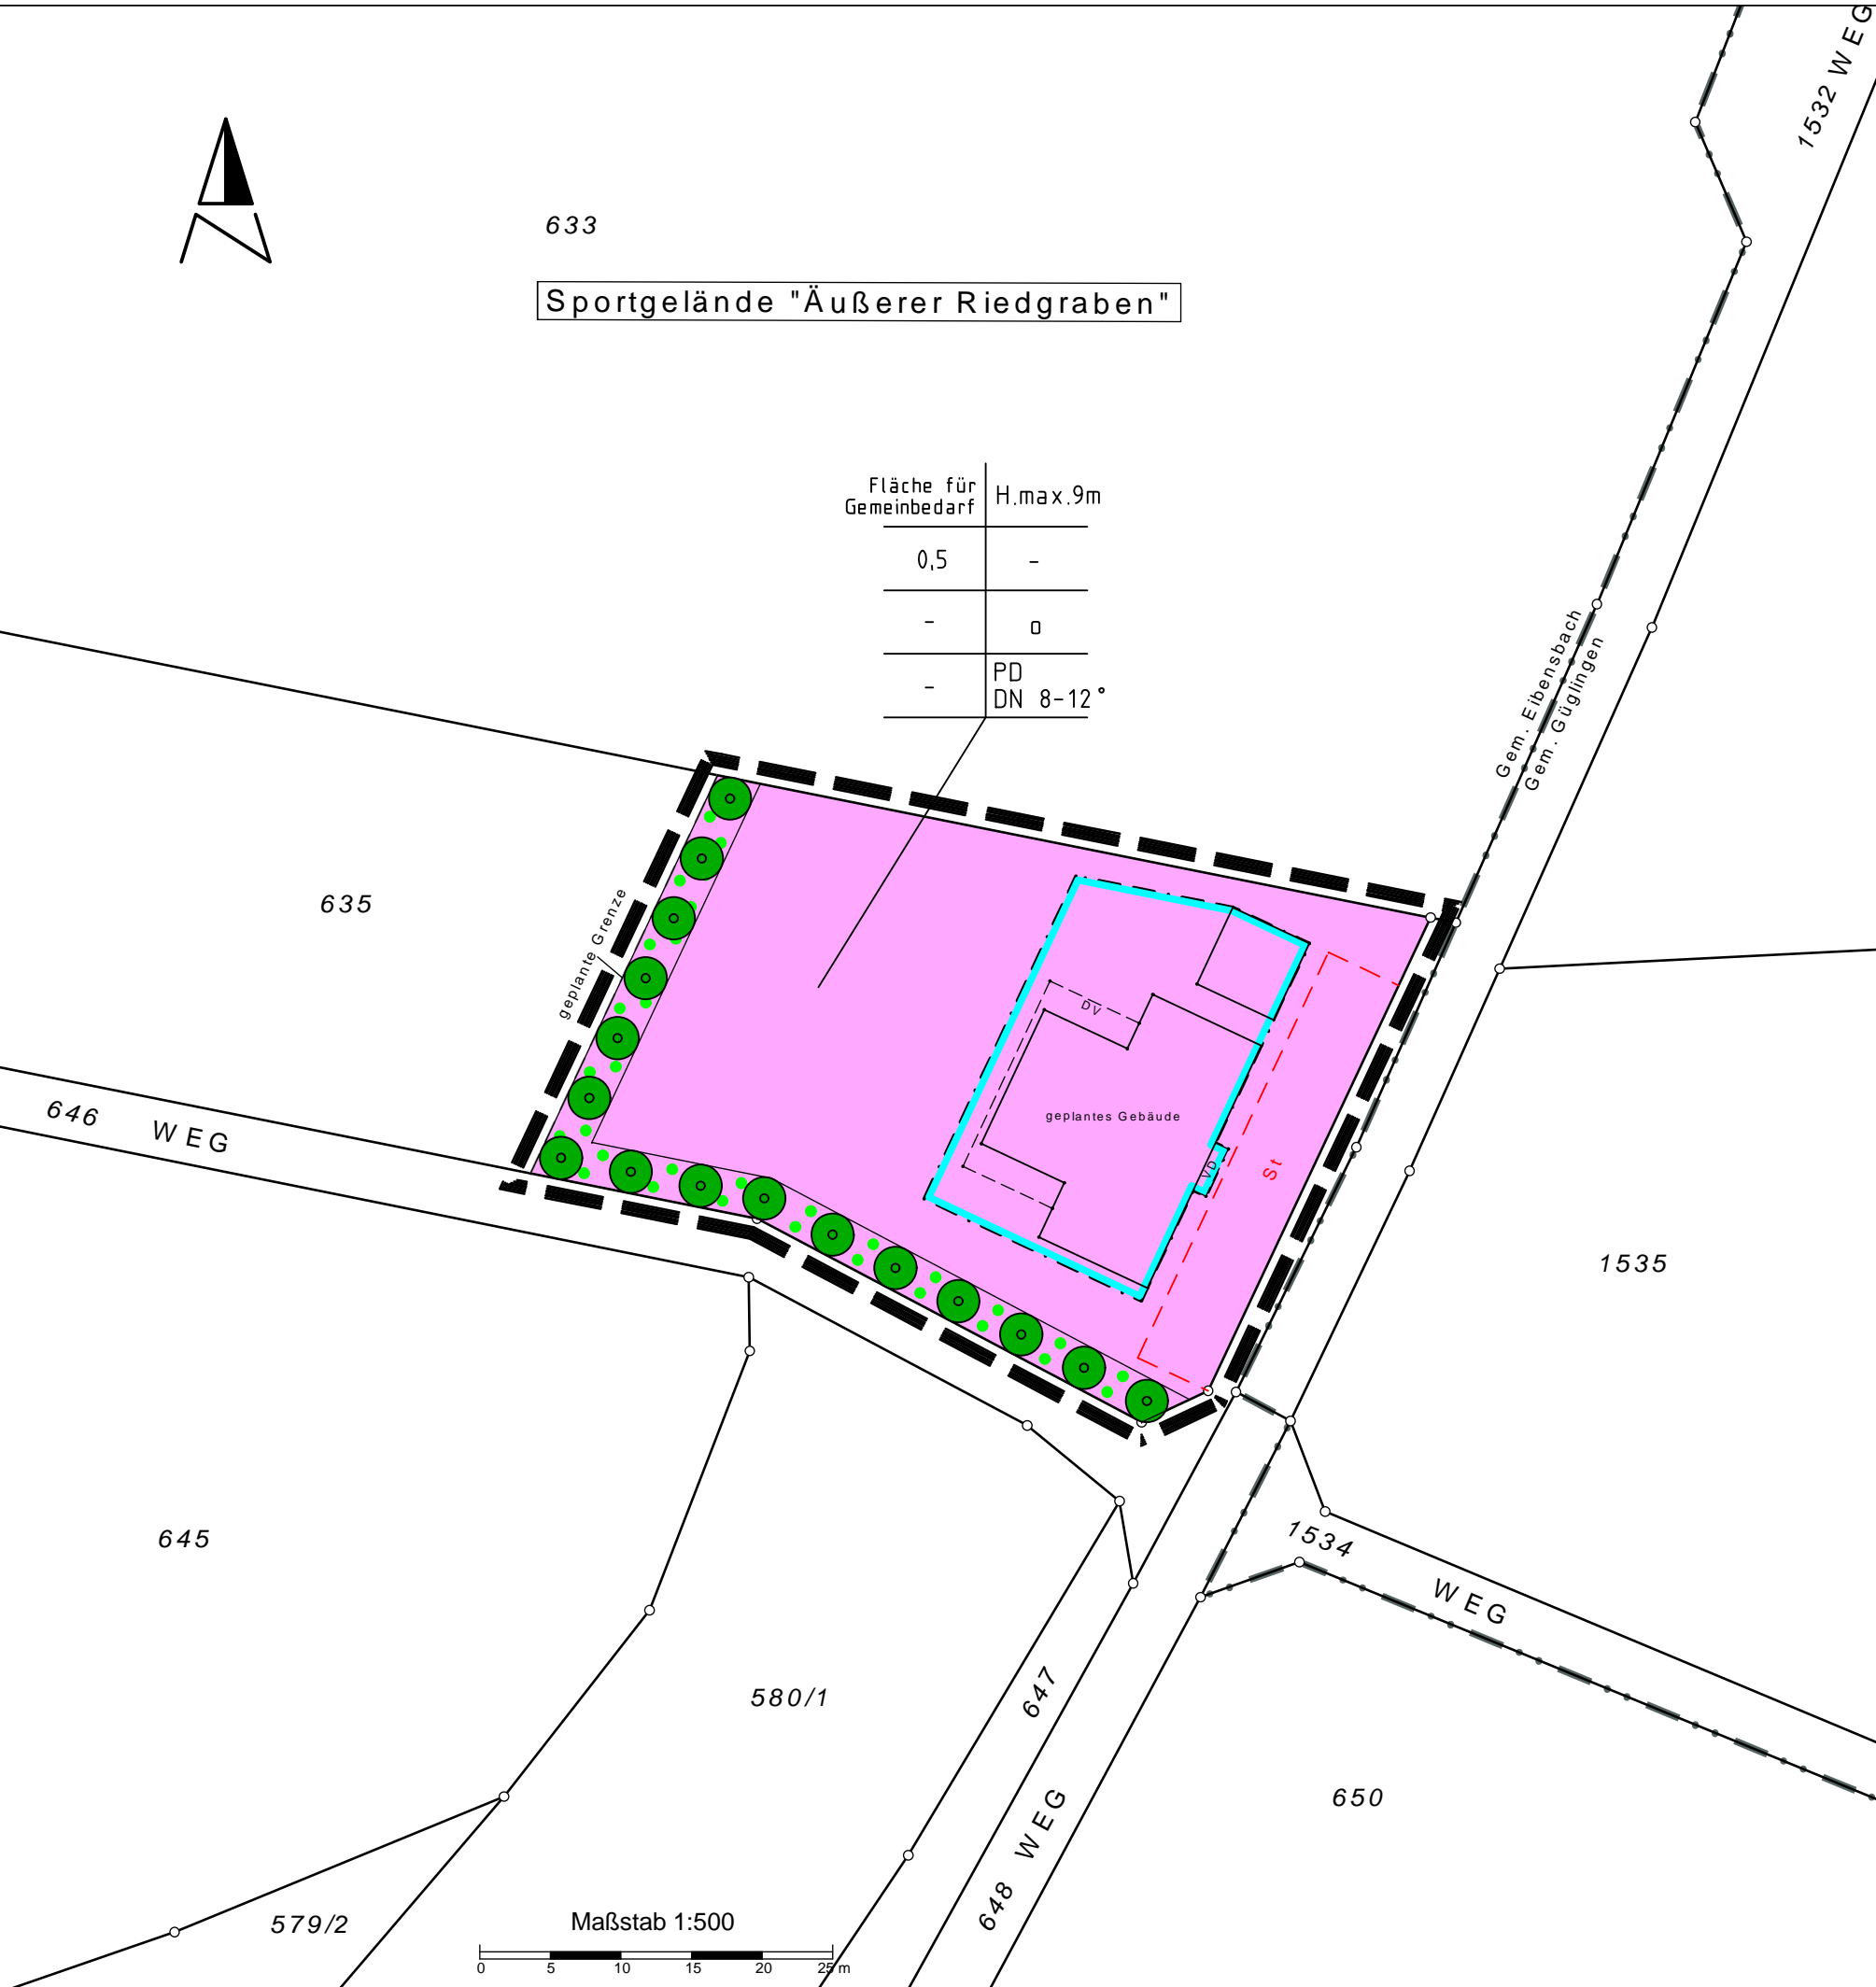 1532 WEG
633
Sportgelände "Äußerer Riedgraben"
Fläche für
Gemeinbedarf
H.max.9m
0,5
-
-
o
-
PD
DN 8-12°
Gem. Eibensbach
Gem. Güglingen
635
geplante Grenze
DV
geplantes Gebäude
VD
St
646 WEG
1535
645
1534
WEG
580/1
647
650
648 WEG
579/2
Maßstab 1:500
0 5 10 15 20 25 m